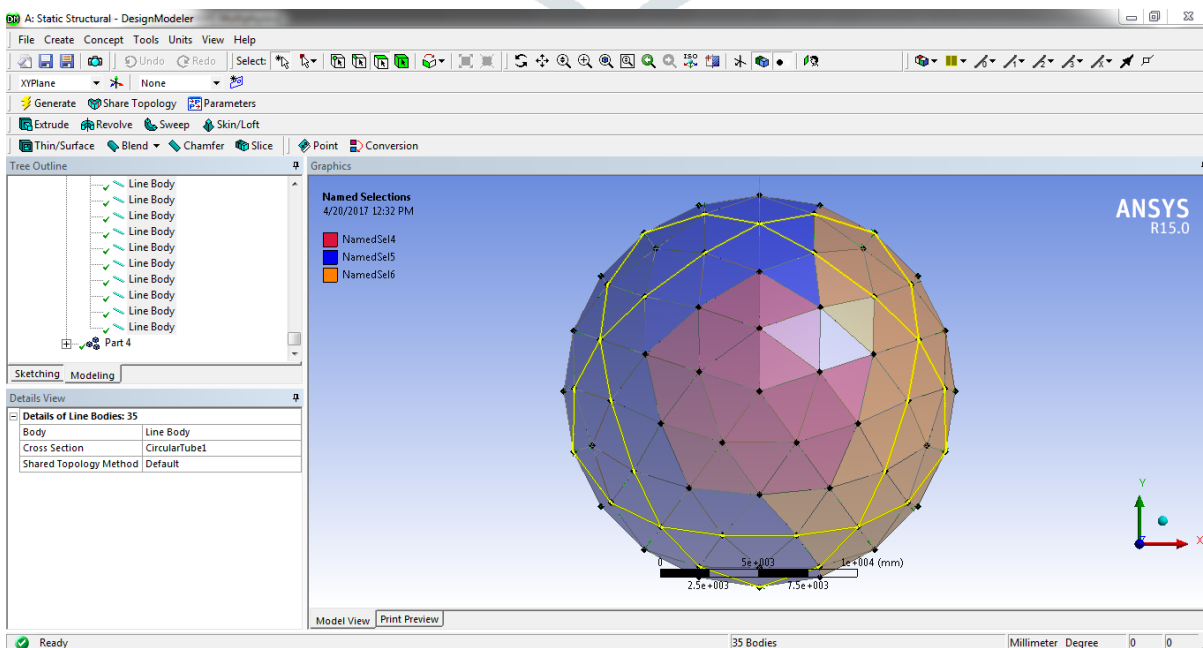 A: Static Structural - DesignModeler
File Create Concept Tools Units View Help
Undo Redo Select: ISO
XYPlane None
Generate Share Topology Parameters
Extrude Revolve Sweep Skin/Loft
Thin/Surface Blend Chamfer Slice Point Conversion
Tree Outline
Line Body
Line Body
Line Body
Line Body
Line Body
Line Body
Line Body
Line Body
Line Body
Line Body
Part 4
Sketching Modeling
Details View
Details of Line Bodies: 35
Body Line Body
Cross Section CircularTube1
Shared Topology Method Default
Graphics
Named Selections
4/20/2017 12:32 PM
NamedSel4
NamedSel5
NamedSel6
ANSYS
R15.0
Y
X
0 5e+003 1e+004 (mm)
2.5e+003 7.5e+003
Model View Print Preview
Ready 35 Bodies Millimeter Degree 0 0